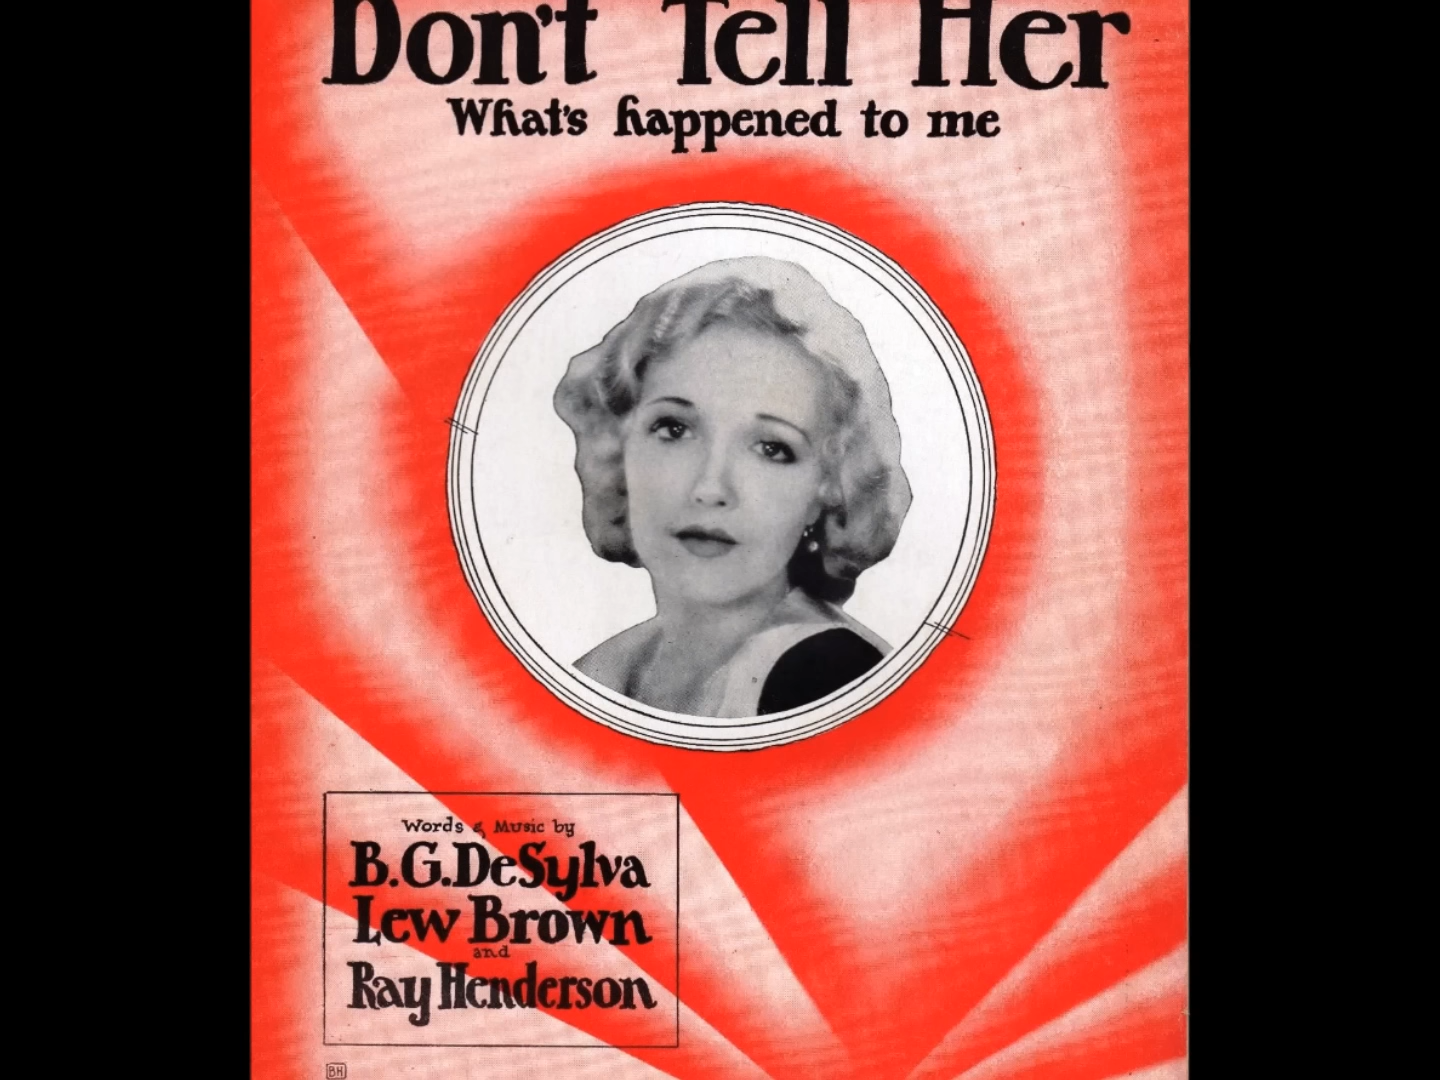 Don't Tell Her
What's happened to me
Words & Music by
B.G.DeSylva
Lew Brown
and
Ray Henderson
BH